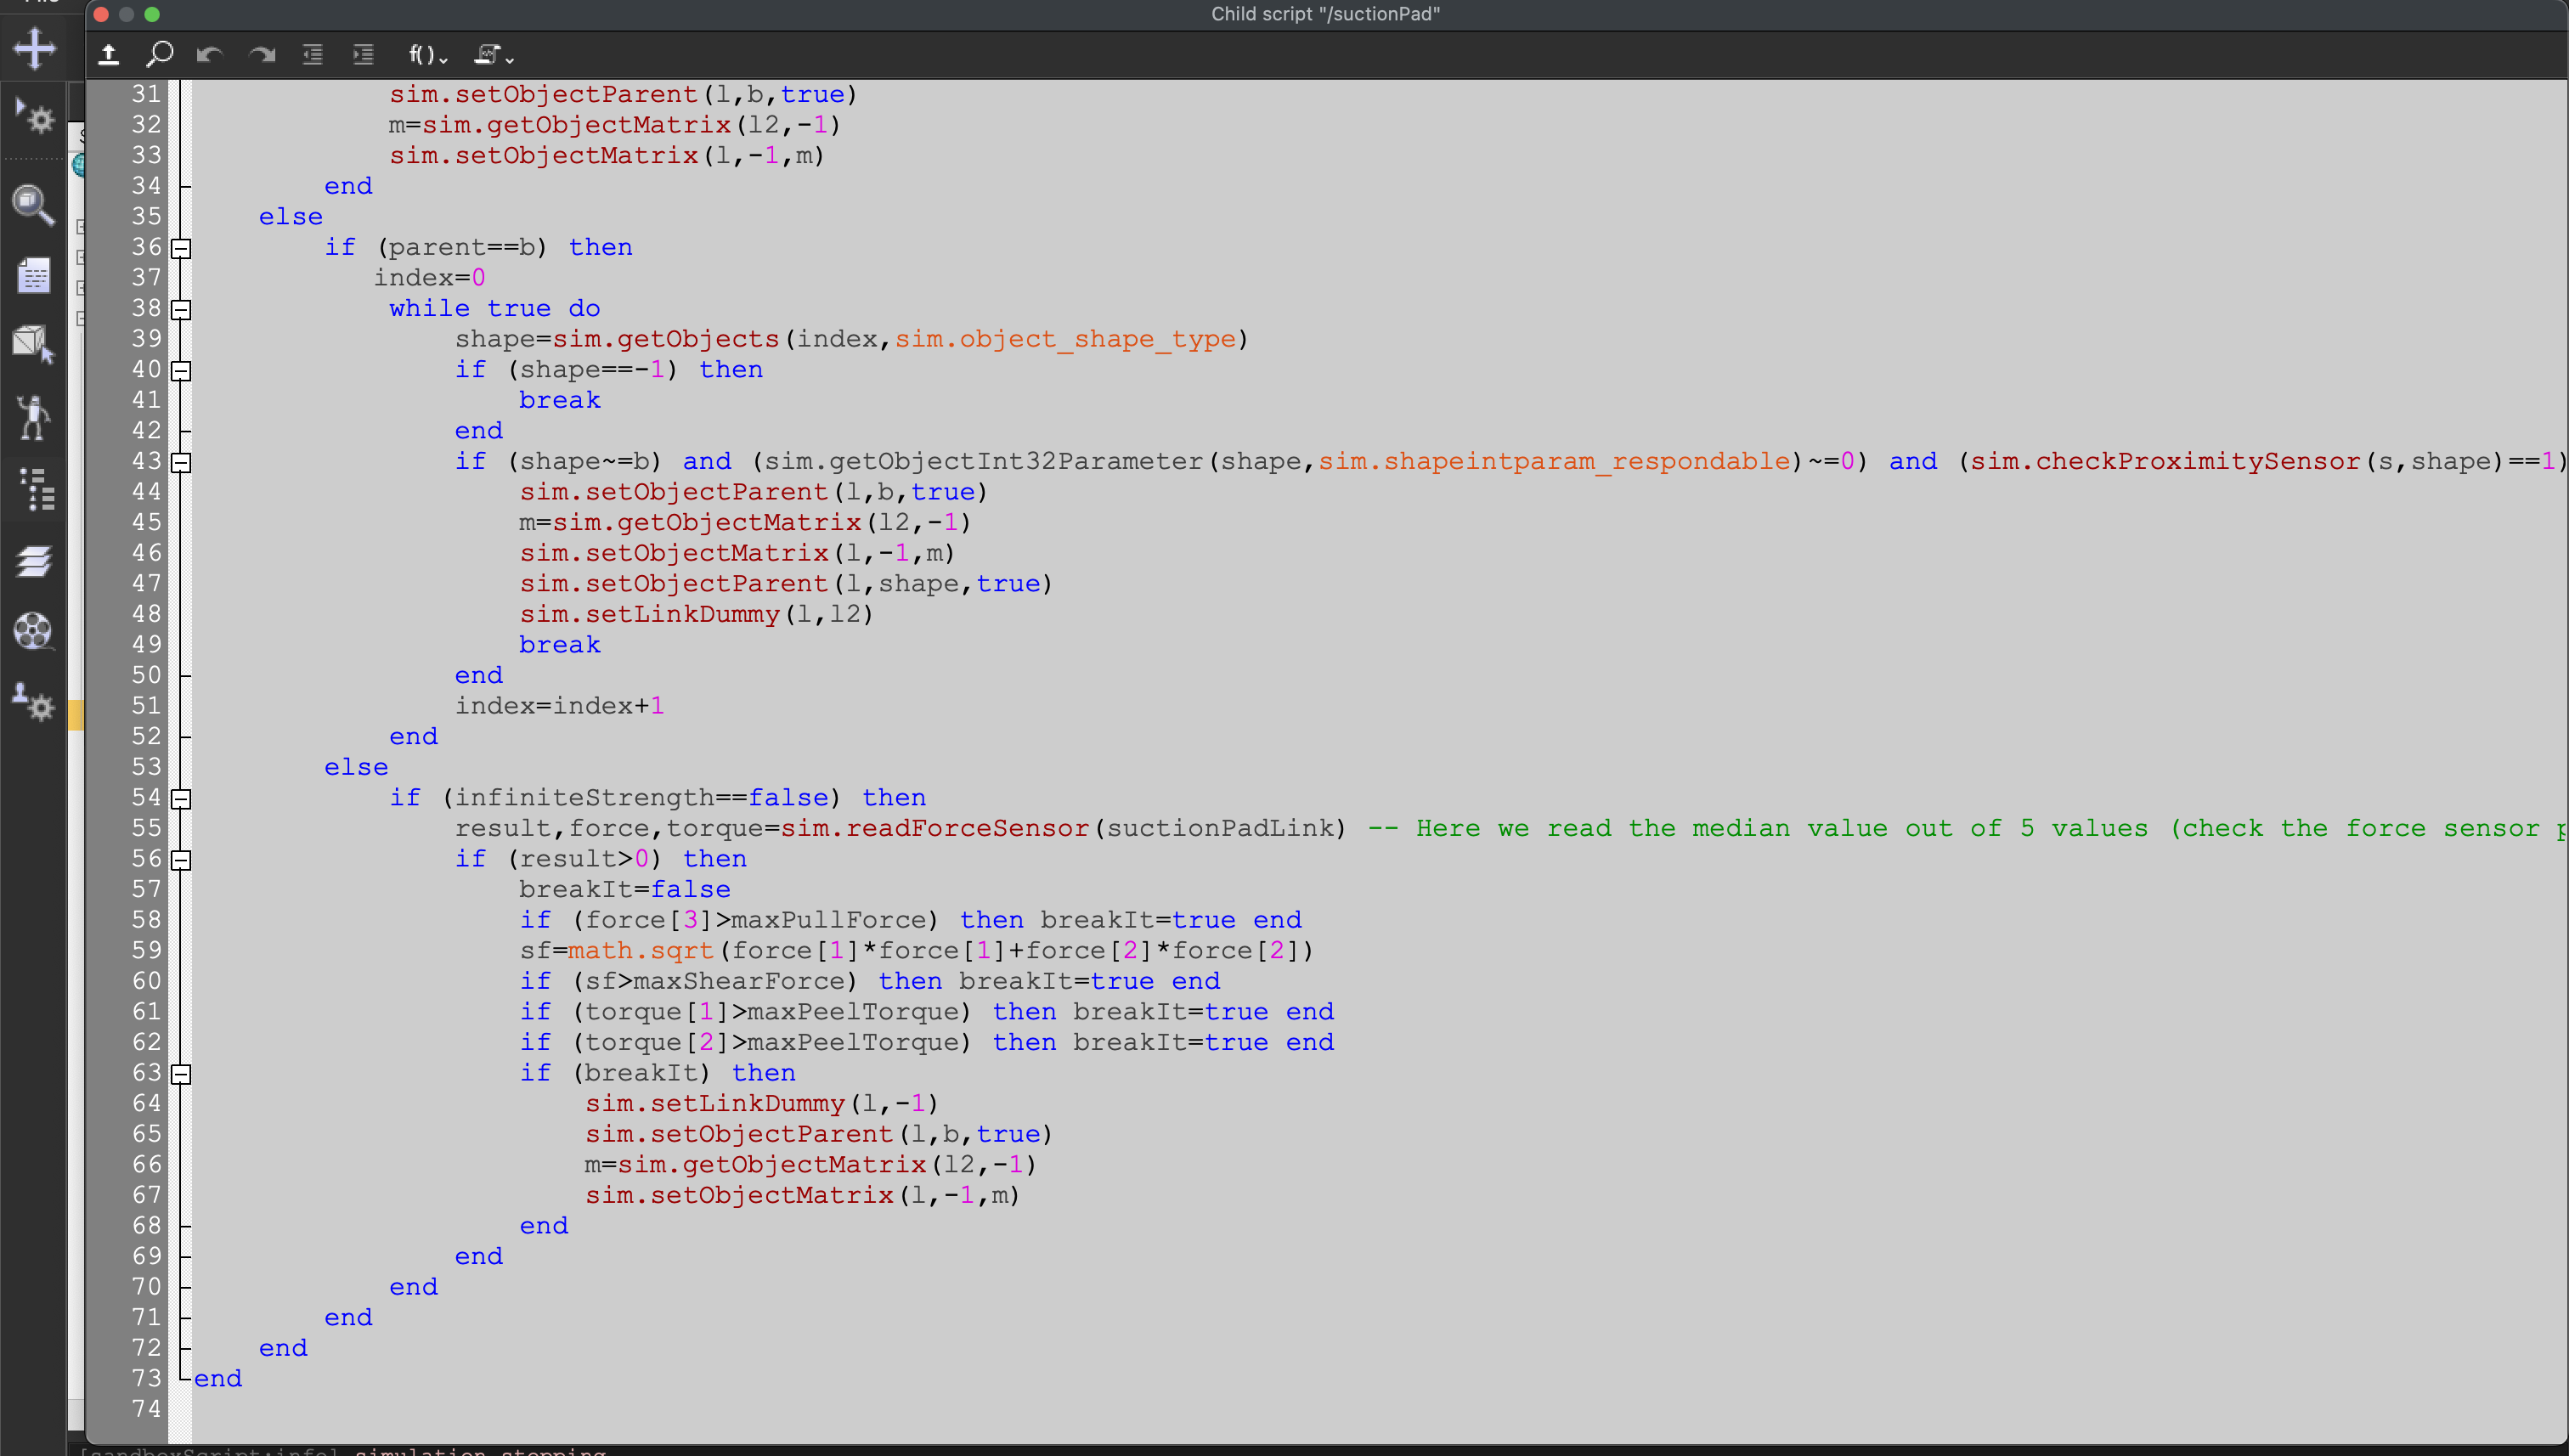 Child script "/suctionPad"
f()
31 sim.setObjectParent(l,b,true)
32 m=sim.getObjectMatrix(l2,-1)
33 sim.setObjectMatrix(l,-1,m)
34 end
35 else
36 if (parent==b) then
37 index=0
38 while true do
39 shape=sim.getObjects(index,sim.object_shape_type)
40 if (shape==-1) then
41 break
42 end
43 if (shape~=b) and (sim.getObjectInt32Parameter(shape,sim.shapeintparam_respondable)~=0) and (sim.checkProximitySensor(s,shape)==1)
44 sim.setObjectParent(l,b,true)
45 m=sim.getObjectMatrix(l2,-1)
46 sim.setObjectMatrix(l,-1,m)
47 sim.setObjectParent(l,shape,true)
48 sim.setLinkDummy(l,l2)
49 break
50 end
51 index=index+1
52 end
53 else
54 if (infiniteStrength==false) then
55 result,force,torque=sim.readForceSensor(suctionPadLink) -- Here we read the median value out of 5 values (check the force sensor p
56 if (result>0) then
57 breakIt=false
58 if (force[3]>maxPullForce) then breakIt=true end
59 sf=math.sqrt(force[1]*force[1]+force[2]*force[2])
60 if (sf>maxShearForce) then breakIt=true end
61 if (torque[1]>maxPeelTorque) then breakIt=true end
62 if (torque[2]>maxPeelTorque) then breakIt=true end
63 if (breakIt) then
64 sim.setLinkDummy(l,-1)
65 sim.setObjectParent(l,b,true)
66 m=sim.getObjectMatrix(l2,-1)
67 sim.setObjectMatrix(l,-1,m)
68 end
69 end
70 end
71 end
72 end
73 end
74
[sandboxScript:info] simulation stopping